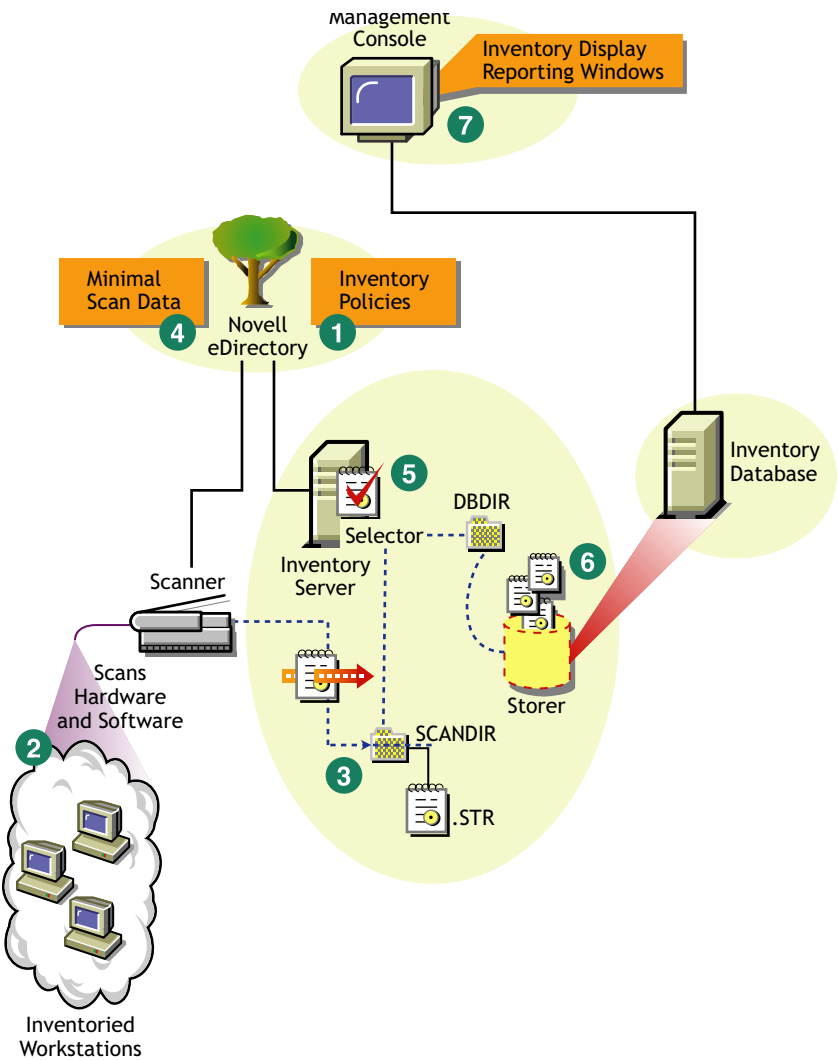 Management
Console
Inventory Display
Reporting Windows
7
Minimal
Scan Data
4
Inventory
Policies
1
Novell
eDirectory
Inventory
Database
5
Selector
Inventory
Server
DBDIR
6
Storer
Scanner
Scans
Hardware
and Software
2
SCANDIR
3
.STR
Inventoried
Workstations